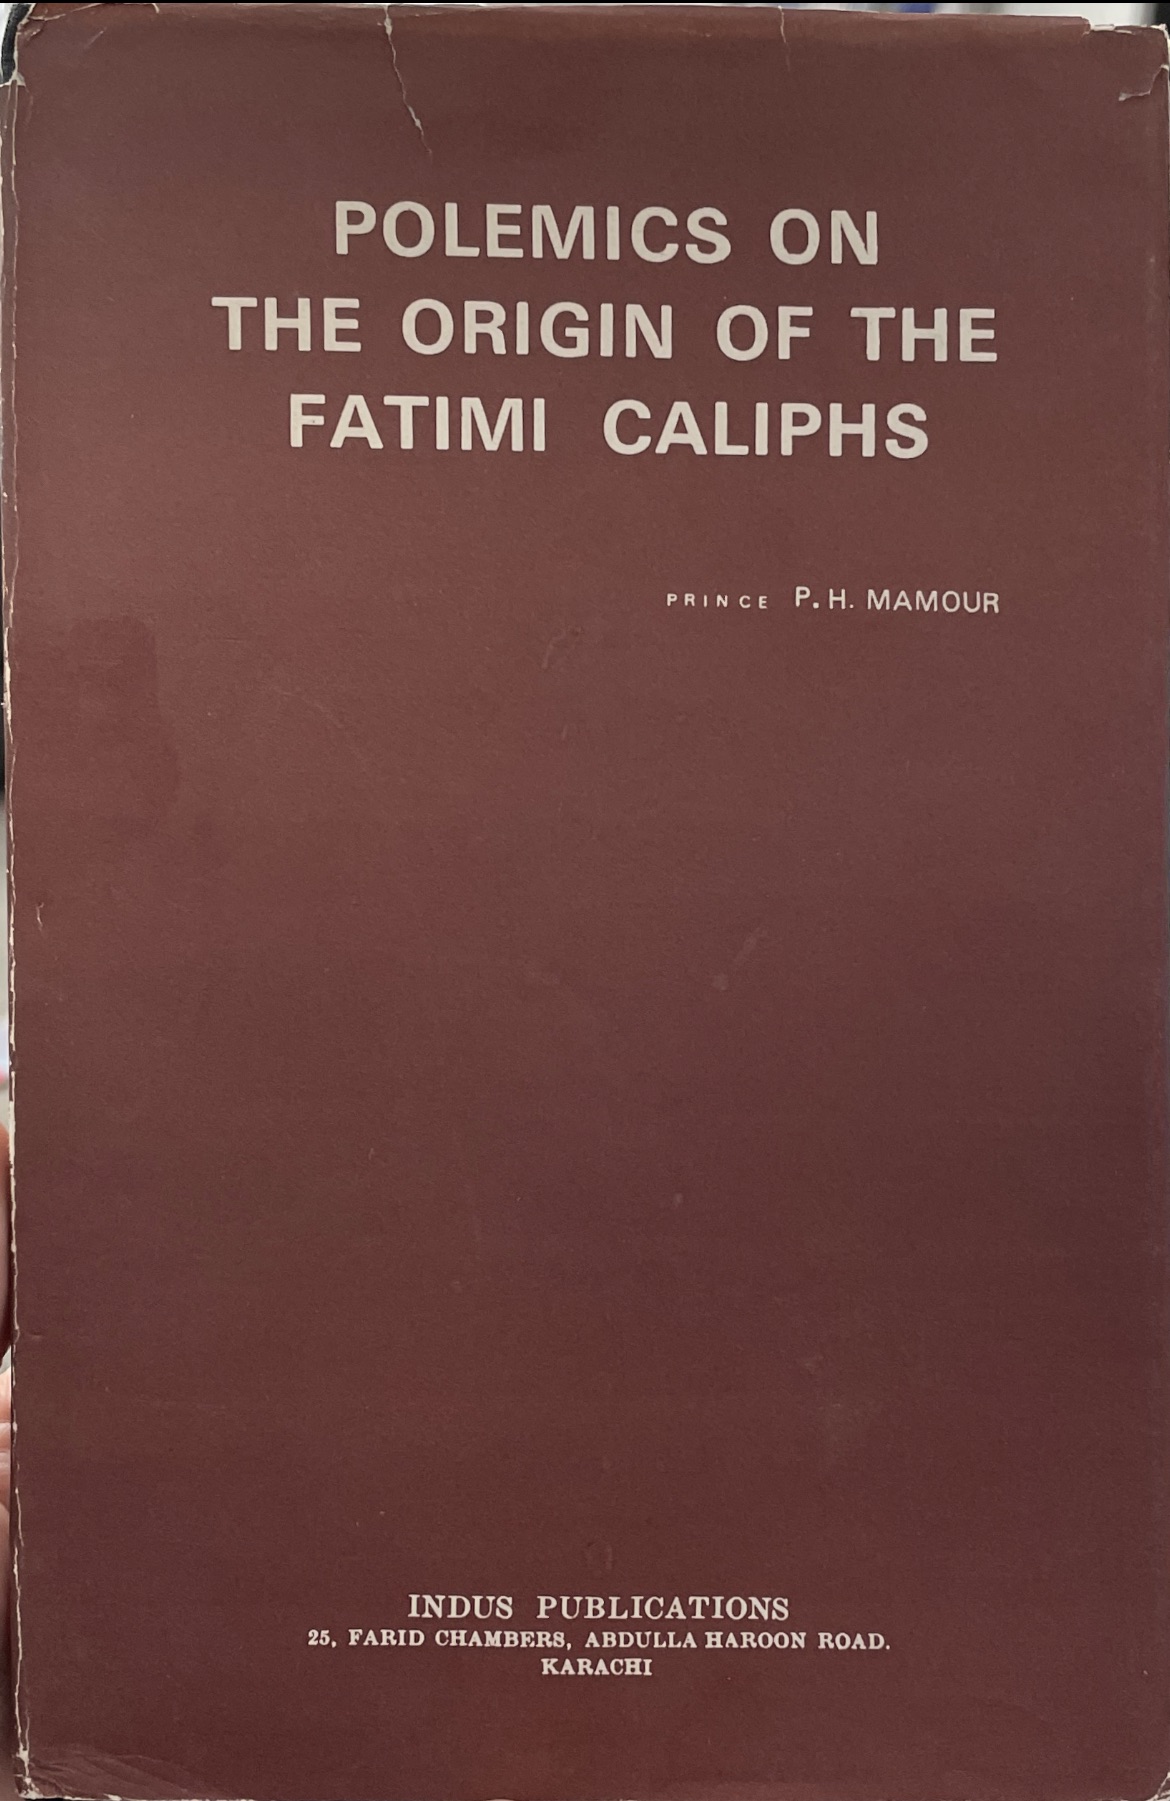 POLEMICS ON
THE ORIGIN OF THE
FATIMI CALIPHS
PRINCE P. H. MAMOUR
INDUS PUBLICATIONS
25, FARID CHAMBERS, ABDULLA HAROON ROAD.
KARACHI